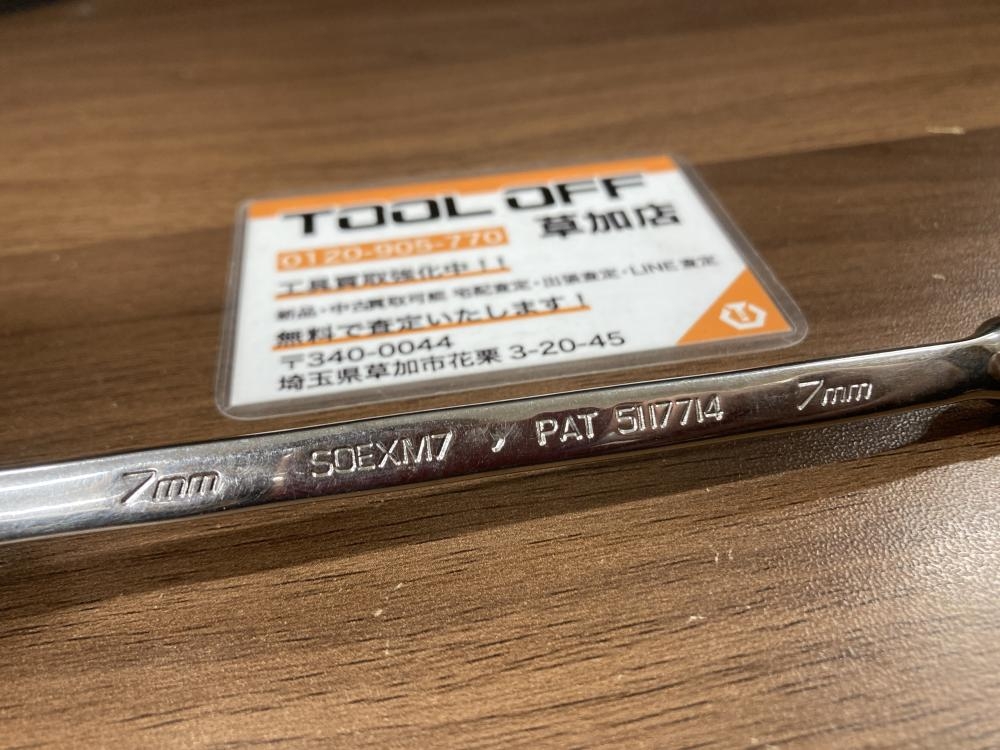 TOOL OFF
草加店
0120-905-770
工具買取強化中!!
新品・中古買取可能 宅配査定・出張査定・LINE査定
無料で査定いたします!
〒340-0044
埼玉県草加市花栗 3-20-45
7mm SOEXM7 PAT 5117714 7mm